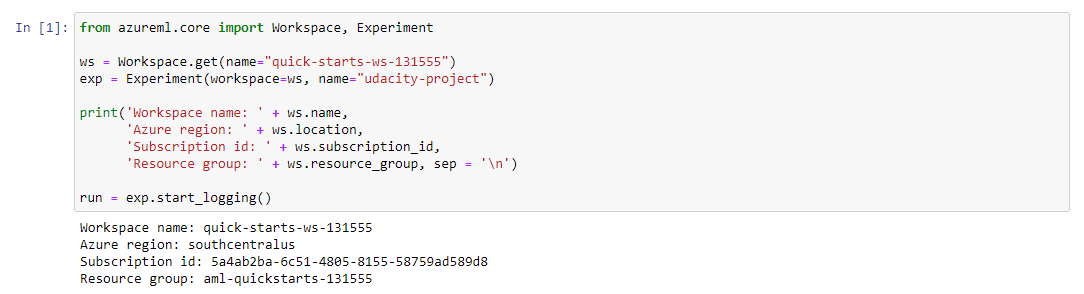 In [1]: from azureml.core import Workspace, Experiment
ws = Workspace.get(name="quick-starts-ws-131555")
exp = Experiment(workspace=ws, name="udacity-project")
print('Workspace name: ' + ws.name,
'Azure region: ' + ws.location,
'Subscription id: ' + ws.subscription_id,
'Resource group: ' + ws.resource_group, sep = '\n')
run = exp.start_logging()
Workspace name: quick-starts-ws-131555
Azure region: southcentralus
Subscription id: 5a4ab2ba-6c51-4805-8155-58759ad589d8
Resource group: aml-quickstarts-131555